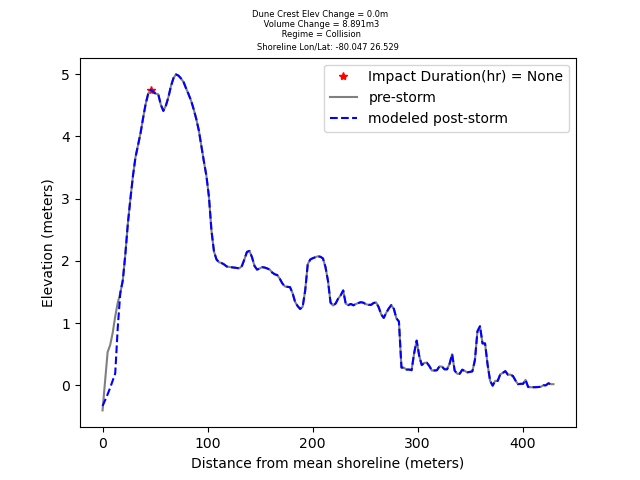 Dune Crest Elev Change = 0.0m
Volume Change = 8.891m3
Regime = Collision
Shoreline Lon/Lat: -80.047 26.529
Impact Duration(hr) = None
pre-storm
modeled post-storm
5
4
3
2
1
0
Elevation (meters)
0 100 200 300 400
Distance from mean shoreline (meters)